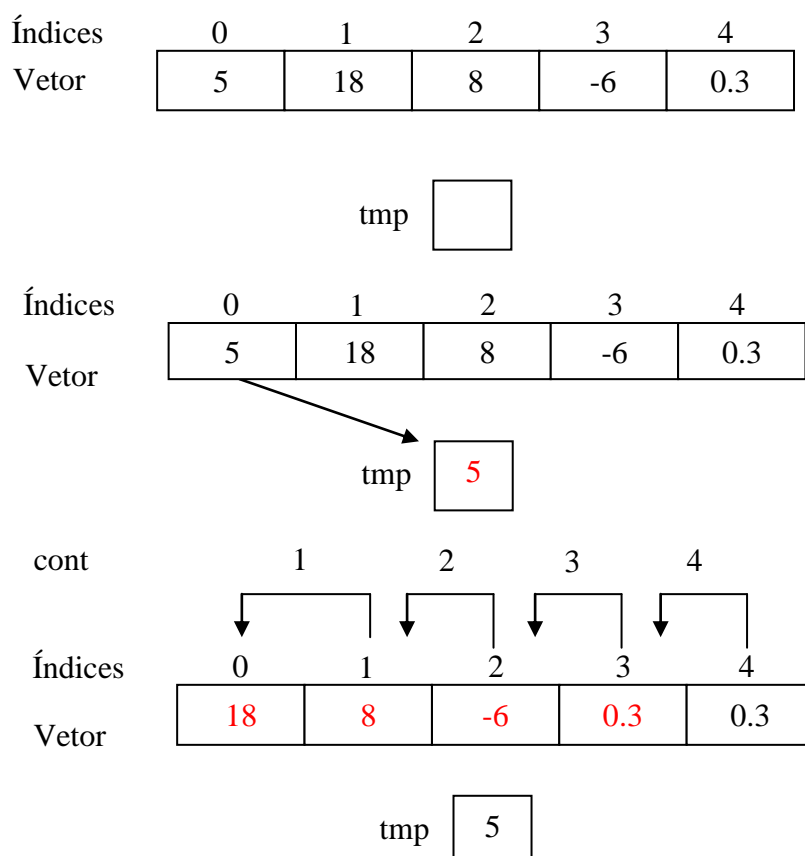 Índices 0 1 2 3 4
Vetor 5 18 8 -6 0.3
tmp
Índices 0 1 2 3 4
5 18 8 -6 0.3
Vetor
tmp 5
cont 1 2 3 4
Índices 0 1 2 3 4
18 8 -6 0.3 0.3
Vetor
tmp 5